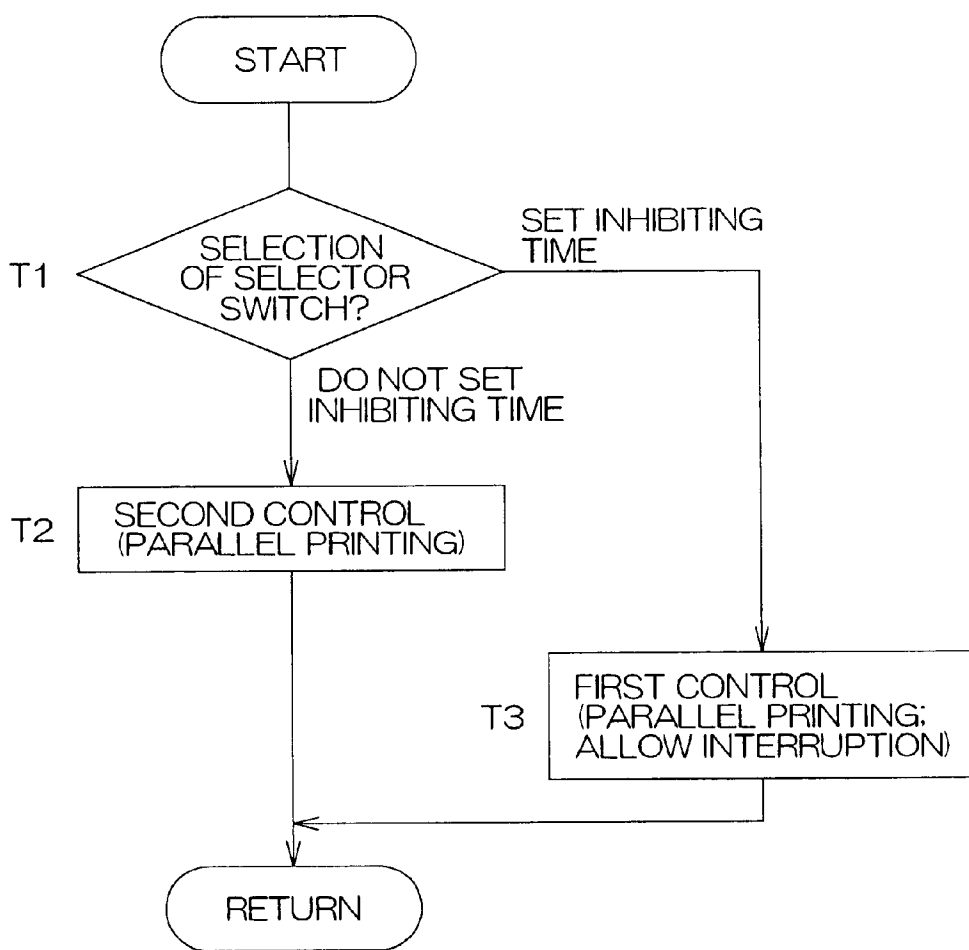 START
T1
SELECTION
OF SELECTOR
SWITCH?
SET INHIBITING
TIME
DO NOT SET
INHIBITING TIME
T2
SECOND CONTROL
(PARALLEL PRINTING)
T3
FIRST CONTROL
(PARALLEL PRINTING;
ALLOW INTERRUPTION)
RETURN